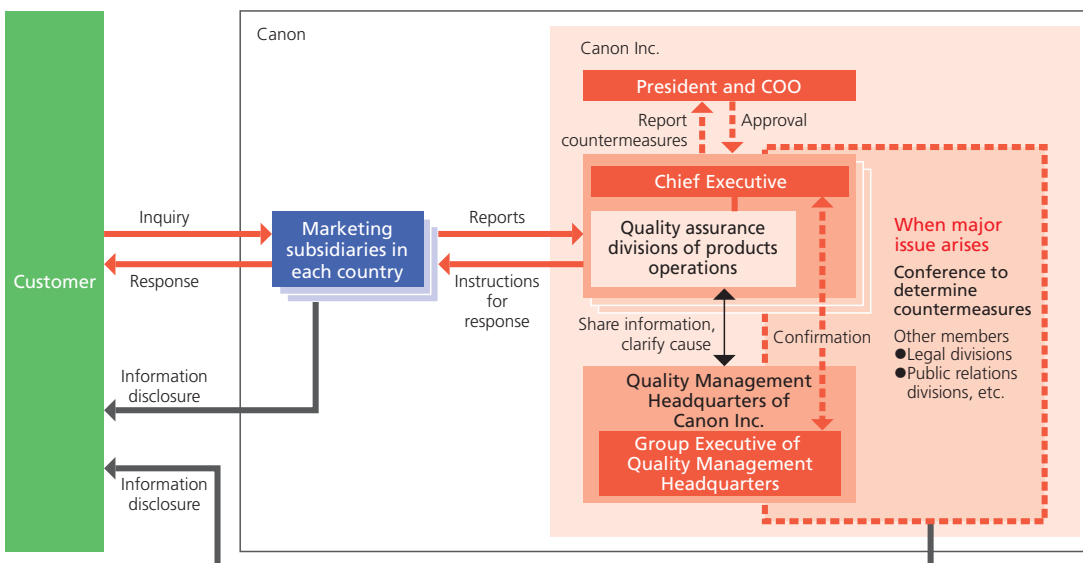 Canon
Canon Inc.
President and COO
Report
countermeasures
Approval
Chief Executive
Inquiry
Response
Customer
Marketing
subsidiaries in
each country
Reports
Instructions
for
response
Quality assurance
divisions of products
operations
When major
issue arises
Conference to
determine
countermeasures
Other members
●Legal divisions
●Public relations
divisions, etc.
Share information,
clarify cause
Confirmation
Information
disclosure
Quality Management
Headquarters of
Canon Inc.
Group Executive of
Quality Management
Headquarters
Information
disclosure